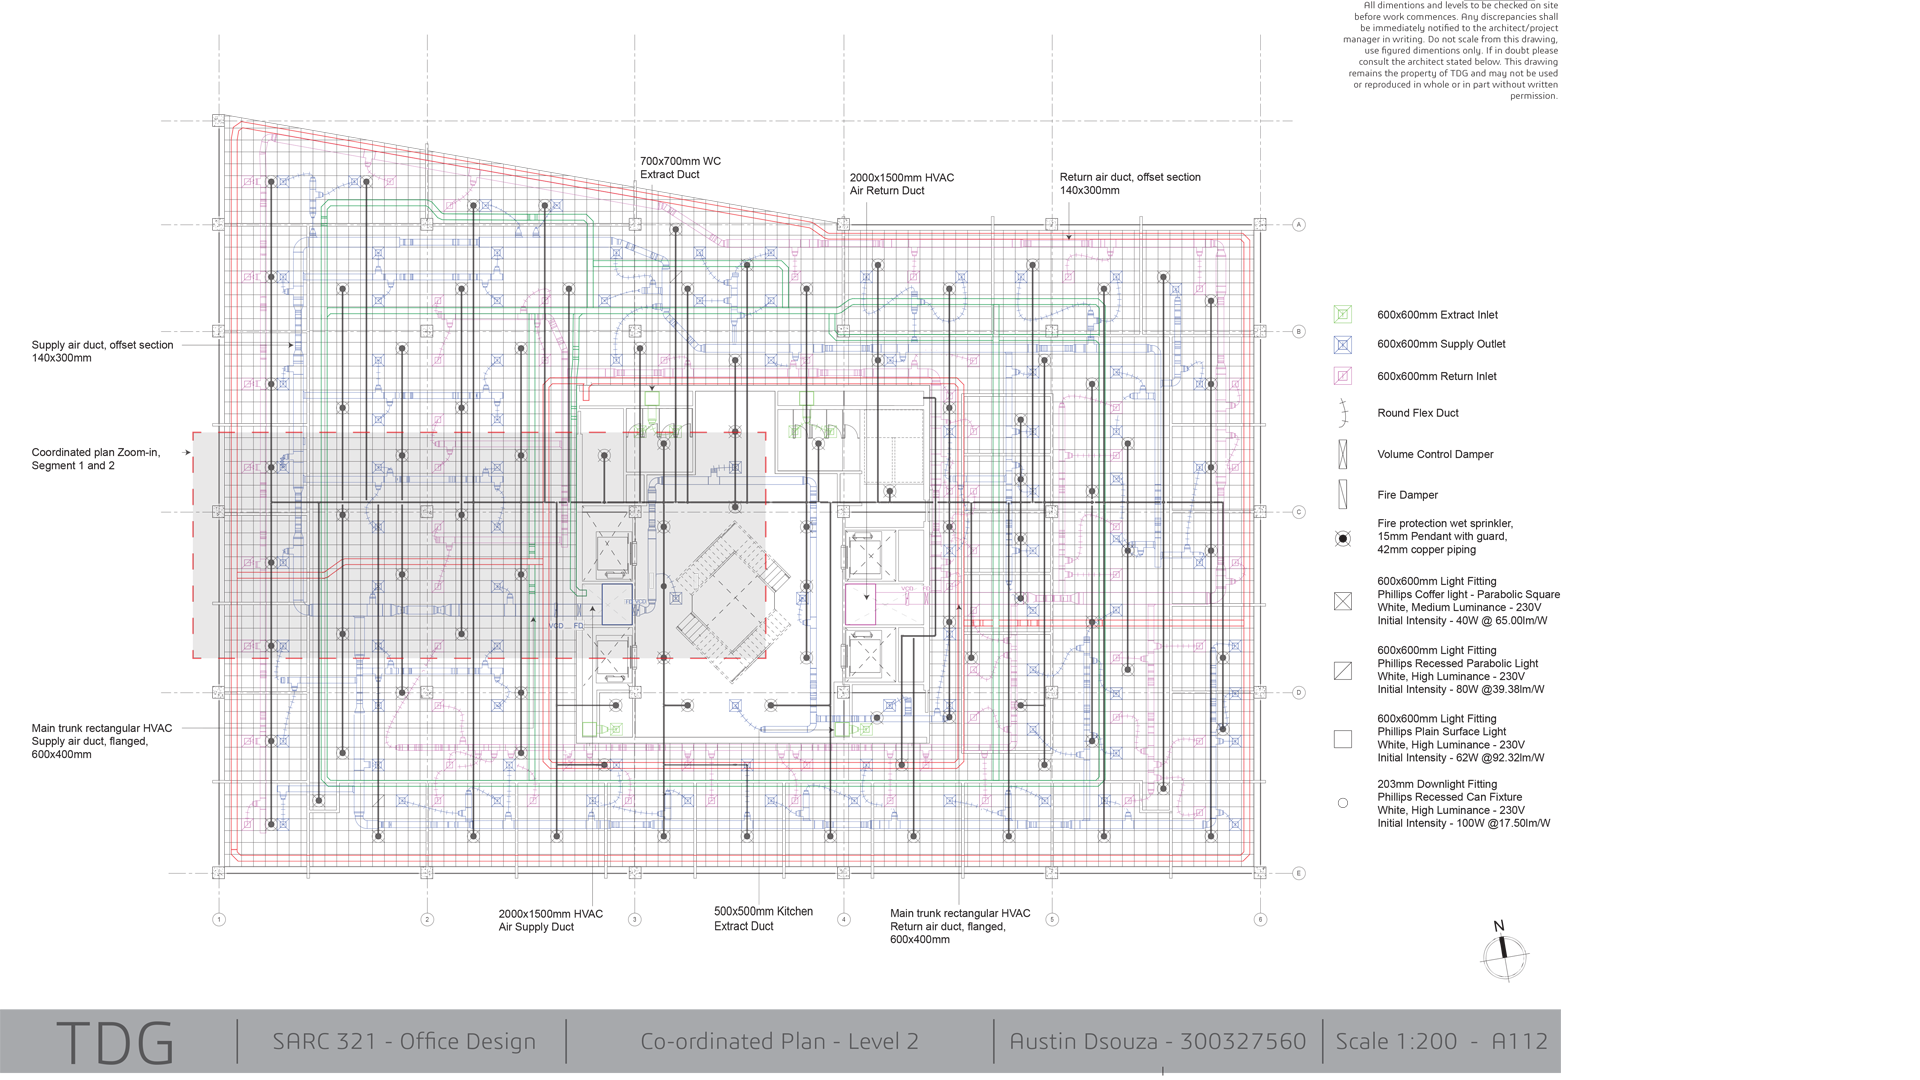 All dimentions and levels to be checked on site
before work commences. Any discrepancies shall
be immediately notified to the architect/project
manager in writing. Do not scale from this drawing,
use figured dimentions only. If in doubt please
consult the architect stated below. This drawing
remains the property of TDG and may not be used
or reproduced in whole or in part without written
permission.
700x700mm WC
Extract Duct
2000x1500mm HVAC
Air Return Duct
Return air duct, offset section
140x300mm
A
B
C
D
E
Supply air duct, offset section
140x300mm
Coordinated plan Zoom-in,
Segment 1 and 2
Main trunk rectangular HVAC
Supply air duct, flanged,
600x400mm
VCD
FD
2000x1500mm HVAC
Air Supply Duct
500x500mm Kitchen
Extract Duct
Main trunk rectangular HVAC
Return air duct, flanged,
600x400mm
1
2
3
4
5
6
600x600mm Extract Inlet
600x600mm Supply Outlet
600x600mm Return Inlet
Round Flex Duct
Volume Control Damper
Fire Damper
Fire protection wet sprinkler,
15mm Pendant with guard,
42mm copper piping
600x600mm Light Fitting
Phillips Coffer light - Parabolic Square
White, Medium Luminance - 230V
Initial Intensity - 40W @ 65.00lm/W
600x600mm Light Fitting
Phillips Recessed Parabolic Light
White, High Luminance - 230V
Initial Intensity - 80W @39.38lm/W
600x600mm Light Fitting
Phillips Plain Surface Light
White, High Luminance - 230V
Initial Intensity - 62W @92.32lm/W
203mm Downlight Fitting
Phillips Recessed Can Fixture
White, High Luminance - 230V
Initial Intensity - 100W @17.50lm/W
N
TDG
SARC 321 - Office Design
Co-ordinated Plan - Level 2
Austin Dsouza - 300327560
Scale 1:200 - A112